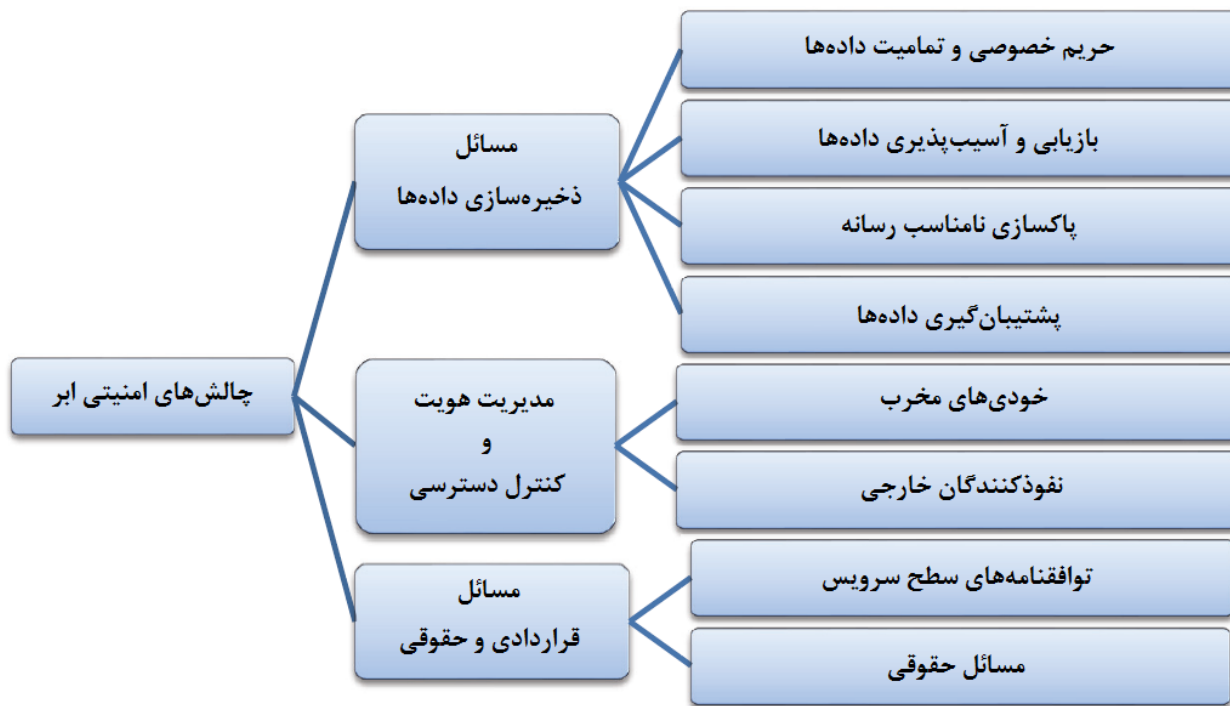 چالش‌های امنیتی ابر
مسائل
ذخیره‌سازی داده‌ها
حریم خصوصی و تمامیت داده‌ها
بازیابی و آسیب‌پذیری داده‌ها
پاکسازی نامناسب رسانه
پشتیبان‌گیری داده‌ها
مدیریت هویت
و
کنترل دسترسی
خودی‌های مخرب
نفوذکنندگان خارجی
مسائل
قراردادی و حقوقی
توافقنامه‌های سطح سرویس
مسائل حقوقی